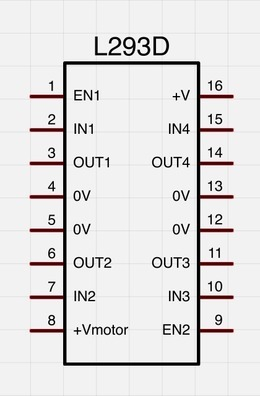 L293D
1 EN1 +V 16
2 IN1 IN4 15
3 OUT1 OUT4 14
4 0V 0V 13
5 0V 0V 12
6 OUT2 OUT3 11
7 IN2 IN3 10
8 +Vmotor EN2 9